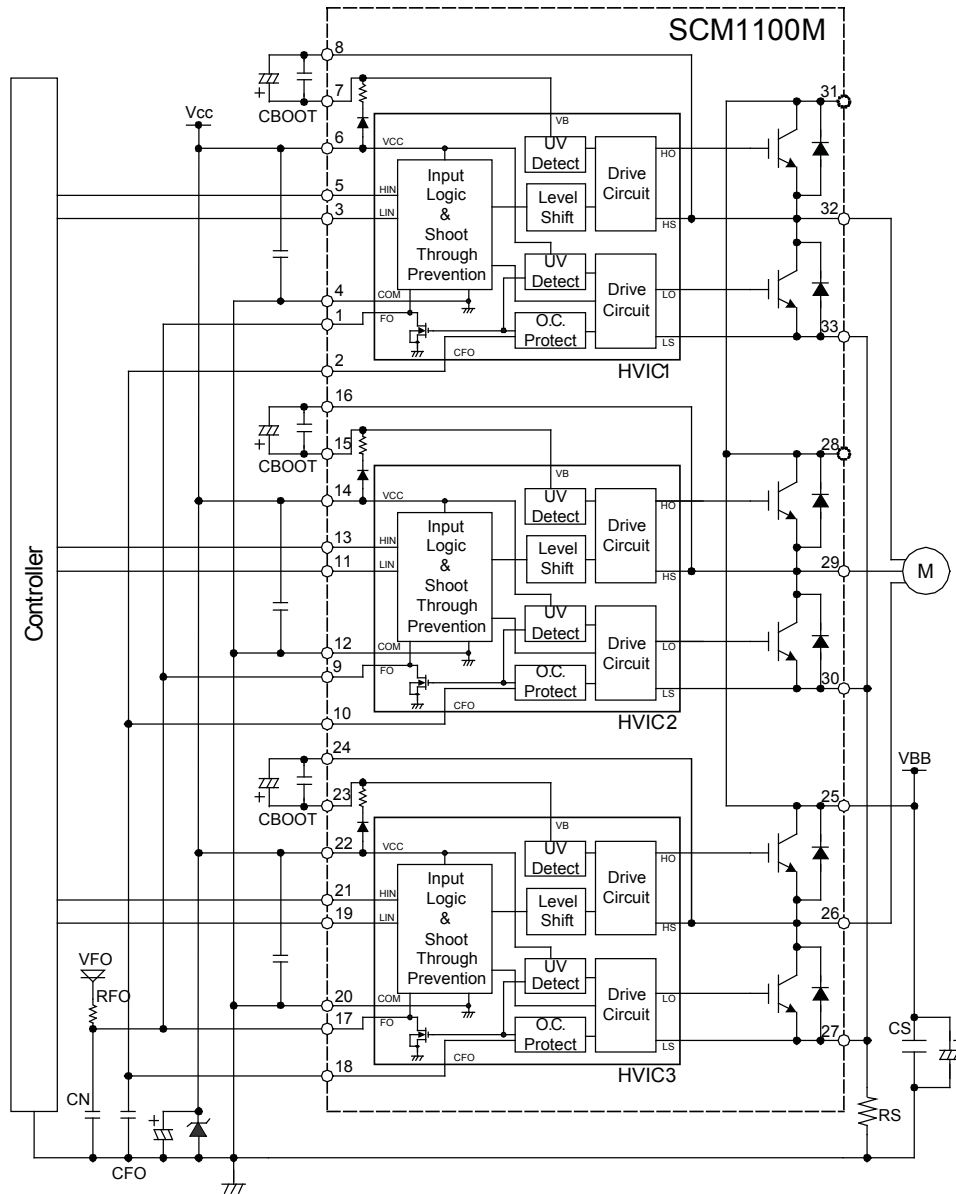 SCM1100M
8
+
7
CBOOT
Vcc
6
5
3
4
1
2
VCC
HIN
LIN
COM
FO
CFO
VB
Input
Logic
&
Shoot
Through
Prevention
UV
Detect
Level
Shift
UV
Detect
O.C.
Protect
Drive
Circuit
Drive
Circuit
HO
HS
LO
LS
HVIC1
31
32
33
16
+
15
CBOOT
14
13
11
12
9
10
VCC
HIN
LIN
COM
FO
CFO
VB
Input
Logic
&
Shoot
Through
Prevention
UV
Detect
Level
Shift
UV
Detect
O.C.
Protect
Drive
Circuit
Drive
Circuit
HO
HS
LO
LS
HVIC2
28
29
30
M
Controller
24
+
23
CBOOT
22
21
19
20
17
18
VCC
HIN
LIN
COM
FO
CFO
VB
Input
Logic
&
Shoot
Through
Prevention
UV
Detect
Level
Shift
UV
Detect
O.C.
Protect
Drive
Circuit
Drive
Circuit
HO
HS
LO
LS
HVIC3
VBB
25
26
27
VFO
RFO
CN
+
CFO
CS
+
RS